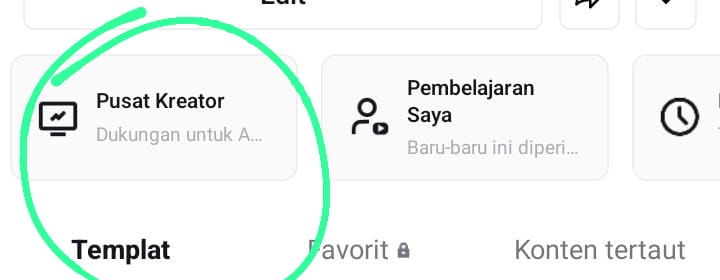 Edit
Pusat Kreator
Dukungan untuk A...
Pembelajaran
Saya
Baru-baru ini diperi...
Templat
Favorit
Konten tertaut